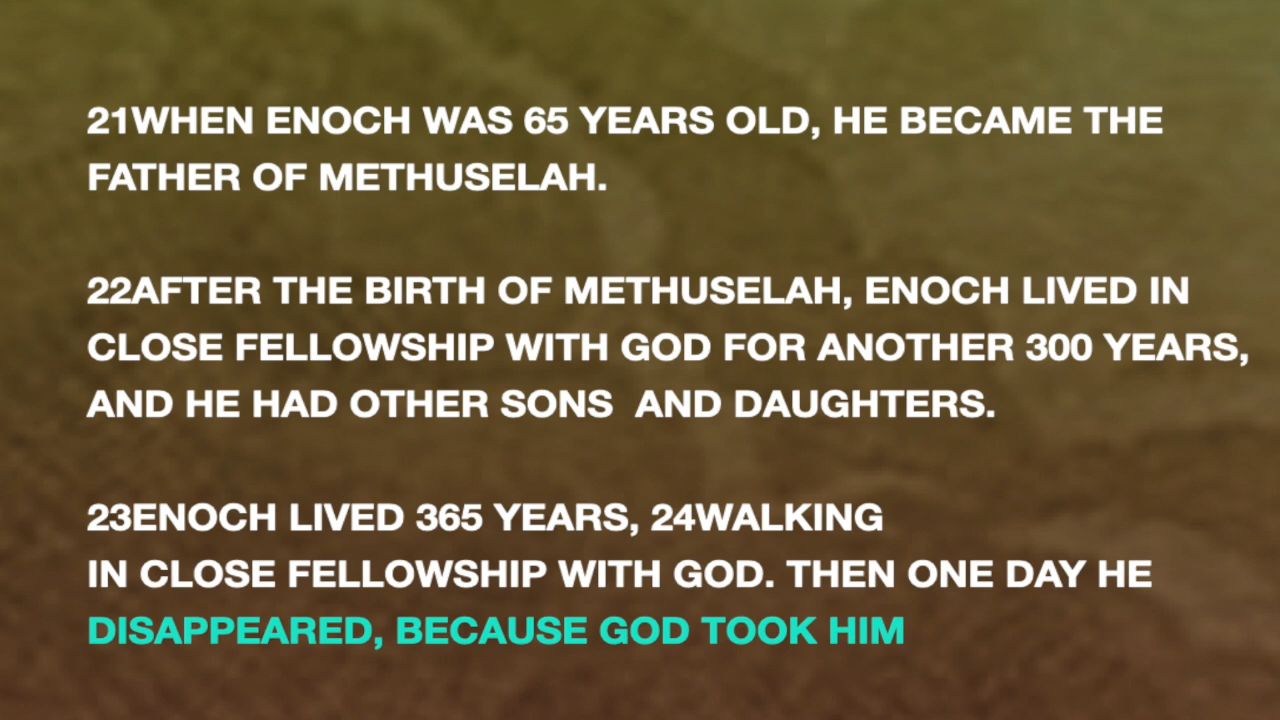 21WHEN ENOCH WAS 65 YEARS OLD, HE BECAME THE
FATHER OF METHUSELAH.
22AFTER THE BIRTH OF METHUSELAH, ENOCH LIVED IN
CLOSE FELLOWSHIP WITH GOD FOR ANOTHER 300 YEARS,
AND HE HAD OTHER SONS  AND DAUGHTERS.
23ENOCH LIVED 365 YEARS, 24WALKING
IN CLOSE FELLOWSHIP WITH GOD. THEN ONE DAY HE
DISAPPEARED, BECAUSE GOD TOOK HIM